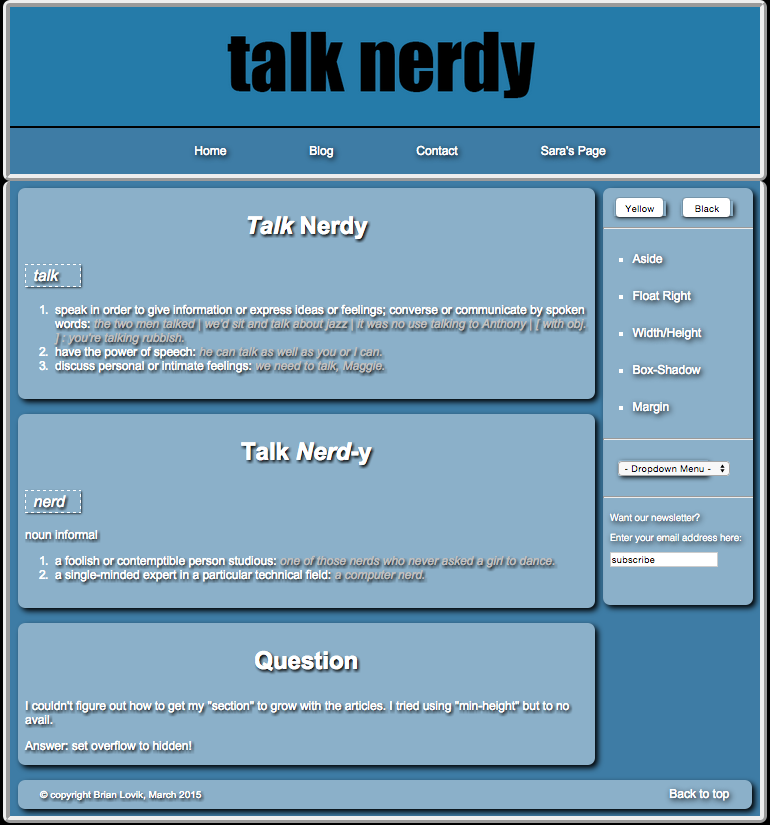 talk nerdy
Home Blog Contact Sara's Page
Talk Nerdy
talk
1. speak in order to give information or express ideas or feelings; converse or communicate by spoken
words: the two men talked | we'd sit and talk about jazz | it was no use talking to Anthony | [ with obj.
] : you're talking rubbish.
2. have the power of speech: he can talk as well as you or I can.
3. discuss personal or intimate feelings: we need to talk, Maggie.
Talk Nerd-y
nerd
noun informal
1. a foolish or contemptible person studious: one of those nerds who never asked a girl to dance.
2. a single-minded expert in a particular technical field: a computer nerd.
Question
I couldn't figure out how to get my "section" to grow with the articles. I tried using "min-height" but to no
avail.
Answer: set overflow to hidden!
Yellow Black
Aside
Float Right
Width/Height
Box-Shadow
Margin
- Dropdown Menu -
Want our newsletter?
Enter your email address here:
subscribe
© copyright Brian Lovik, March 2015 Back to top